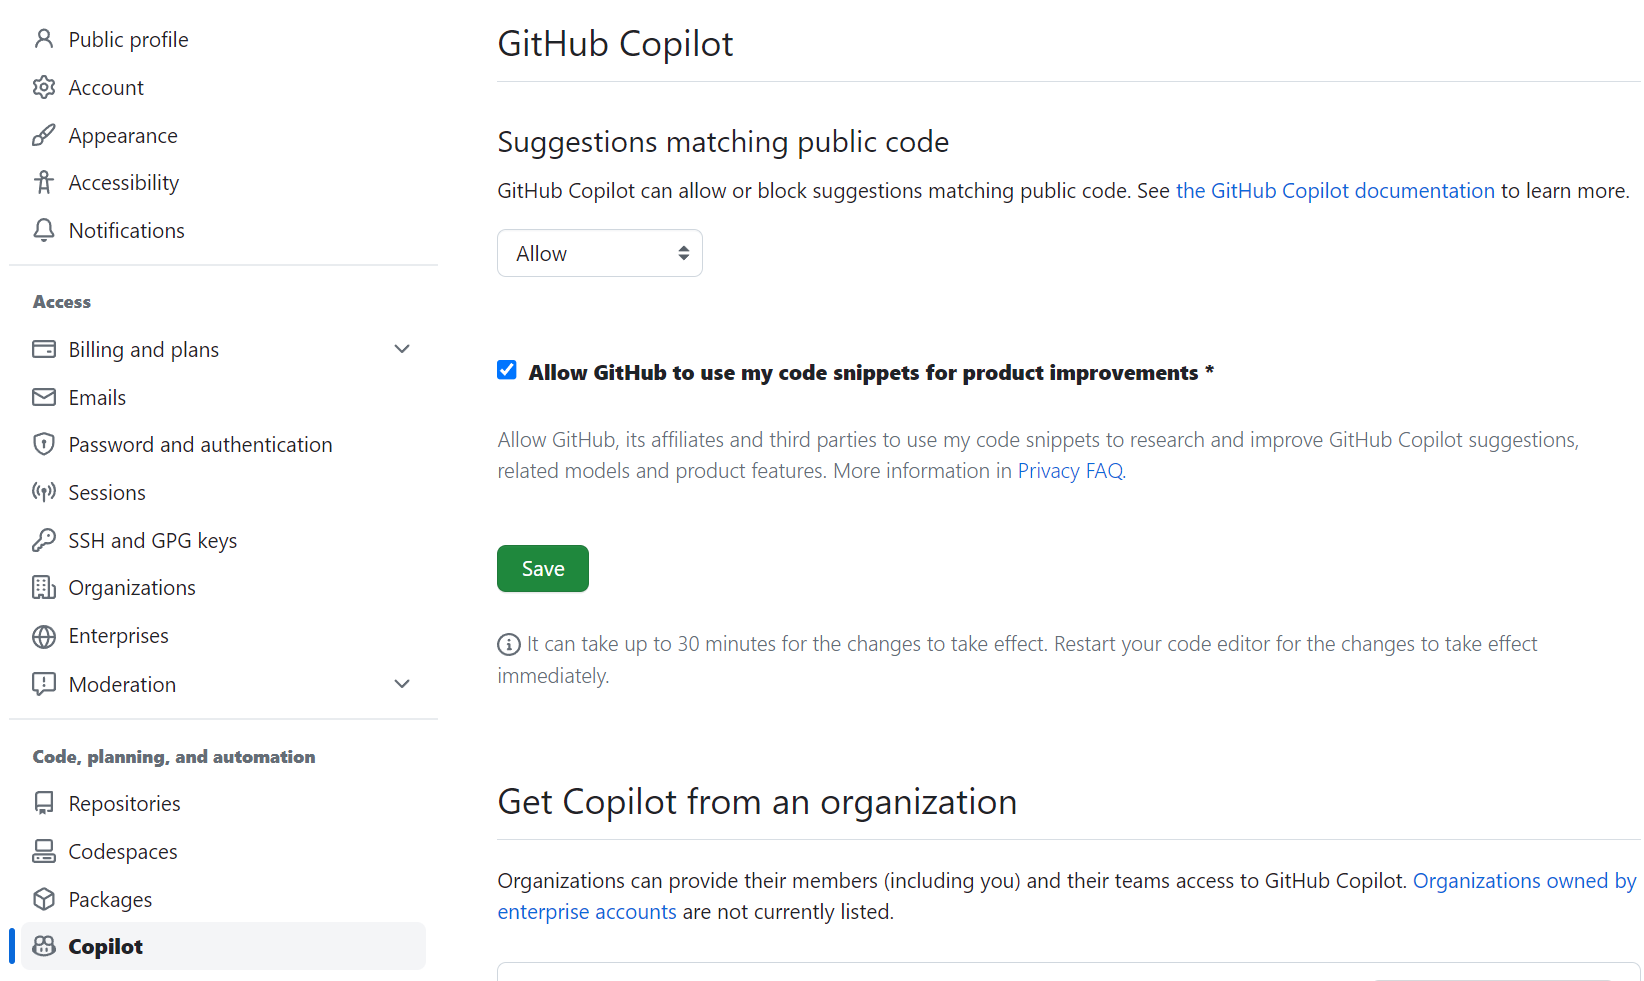 Public profile
Account
Appearance
Accessibility
Notifications
Access
Billing and plans
Emails
Password and authentication
Sessions
SSH and GPG keys
Organizations
Enterprises
Moderation
Code, planning, and automation
Repositories
Codespaces
Packages
Copilot
GitHub Copilot
Suggestions matching public code
GitHub Copilot can allow or block suggestions matching public code. See the GitHub Copilot documentation to learn more.
Allow
Allow GitHub to use my code snippets for product improvements *
Allow GitHub, its affiliates and third parties to use my code snippets to research and improve GitHub Copilot suggestions,
related models and product features. More information in Privacy FAQ.
Save
It can take up to 30 minutes for the changes to take effect. Restart your code editor for the changes to take effect
immediately.
Get Copilot from an organization
Organizations can provide their members (including you) and their teams access to GitHub Copilot. Organizations owned by
enterprise accounts are not currently listed.